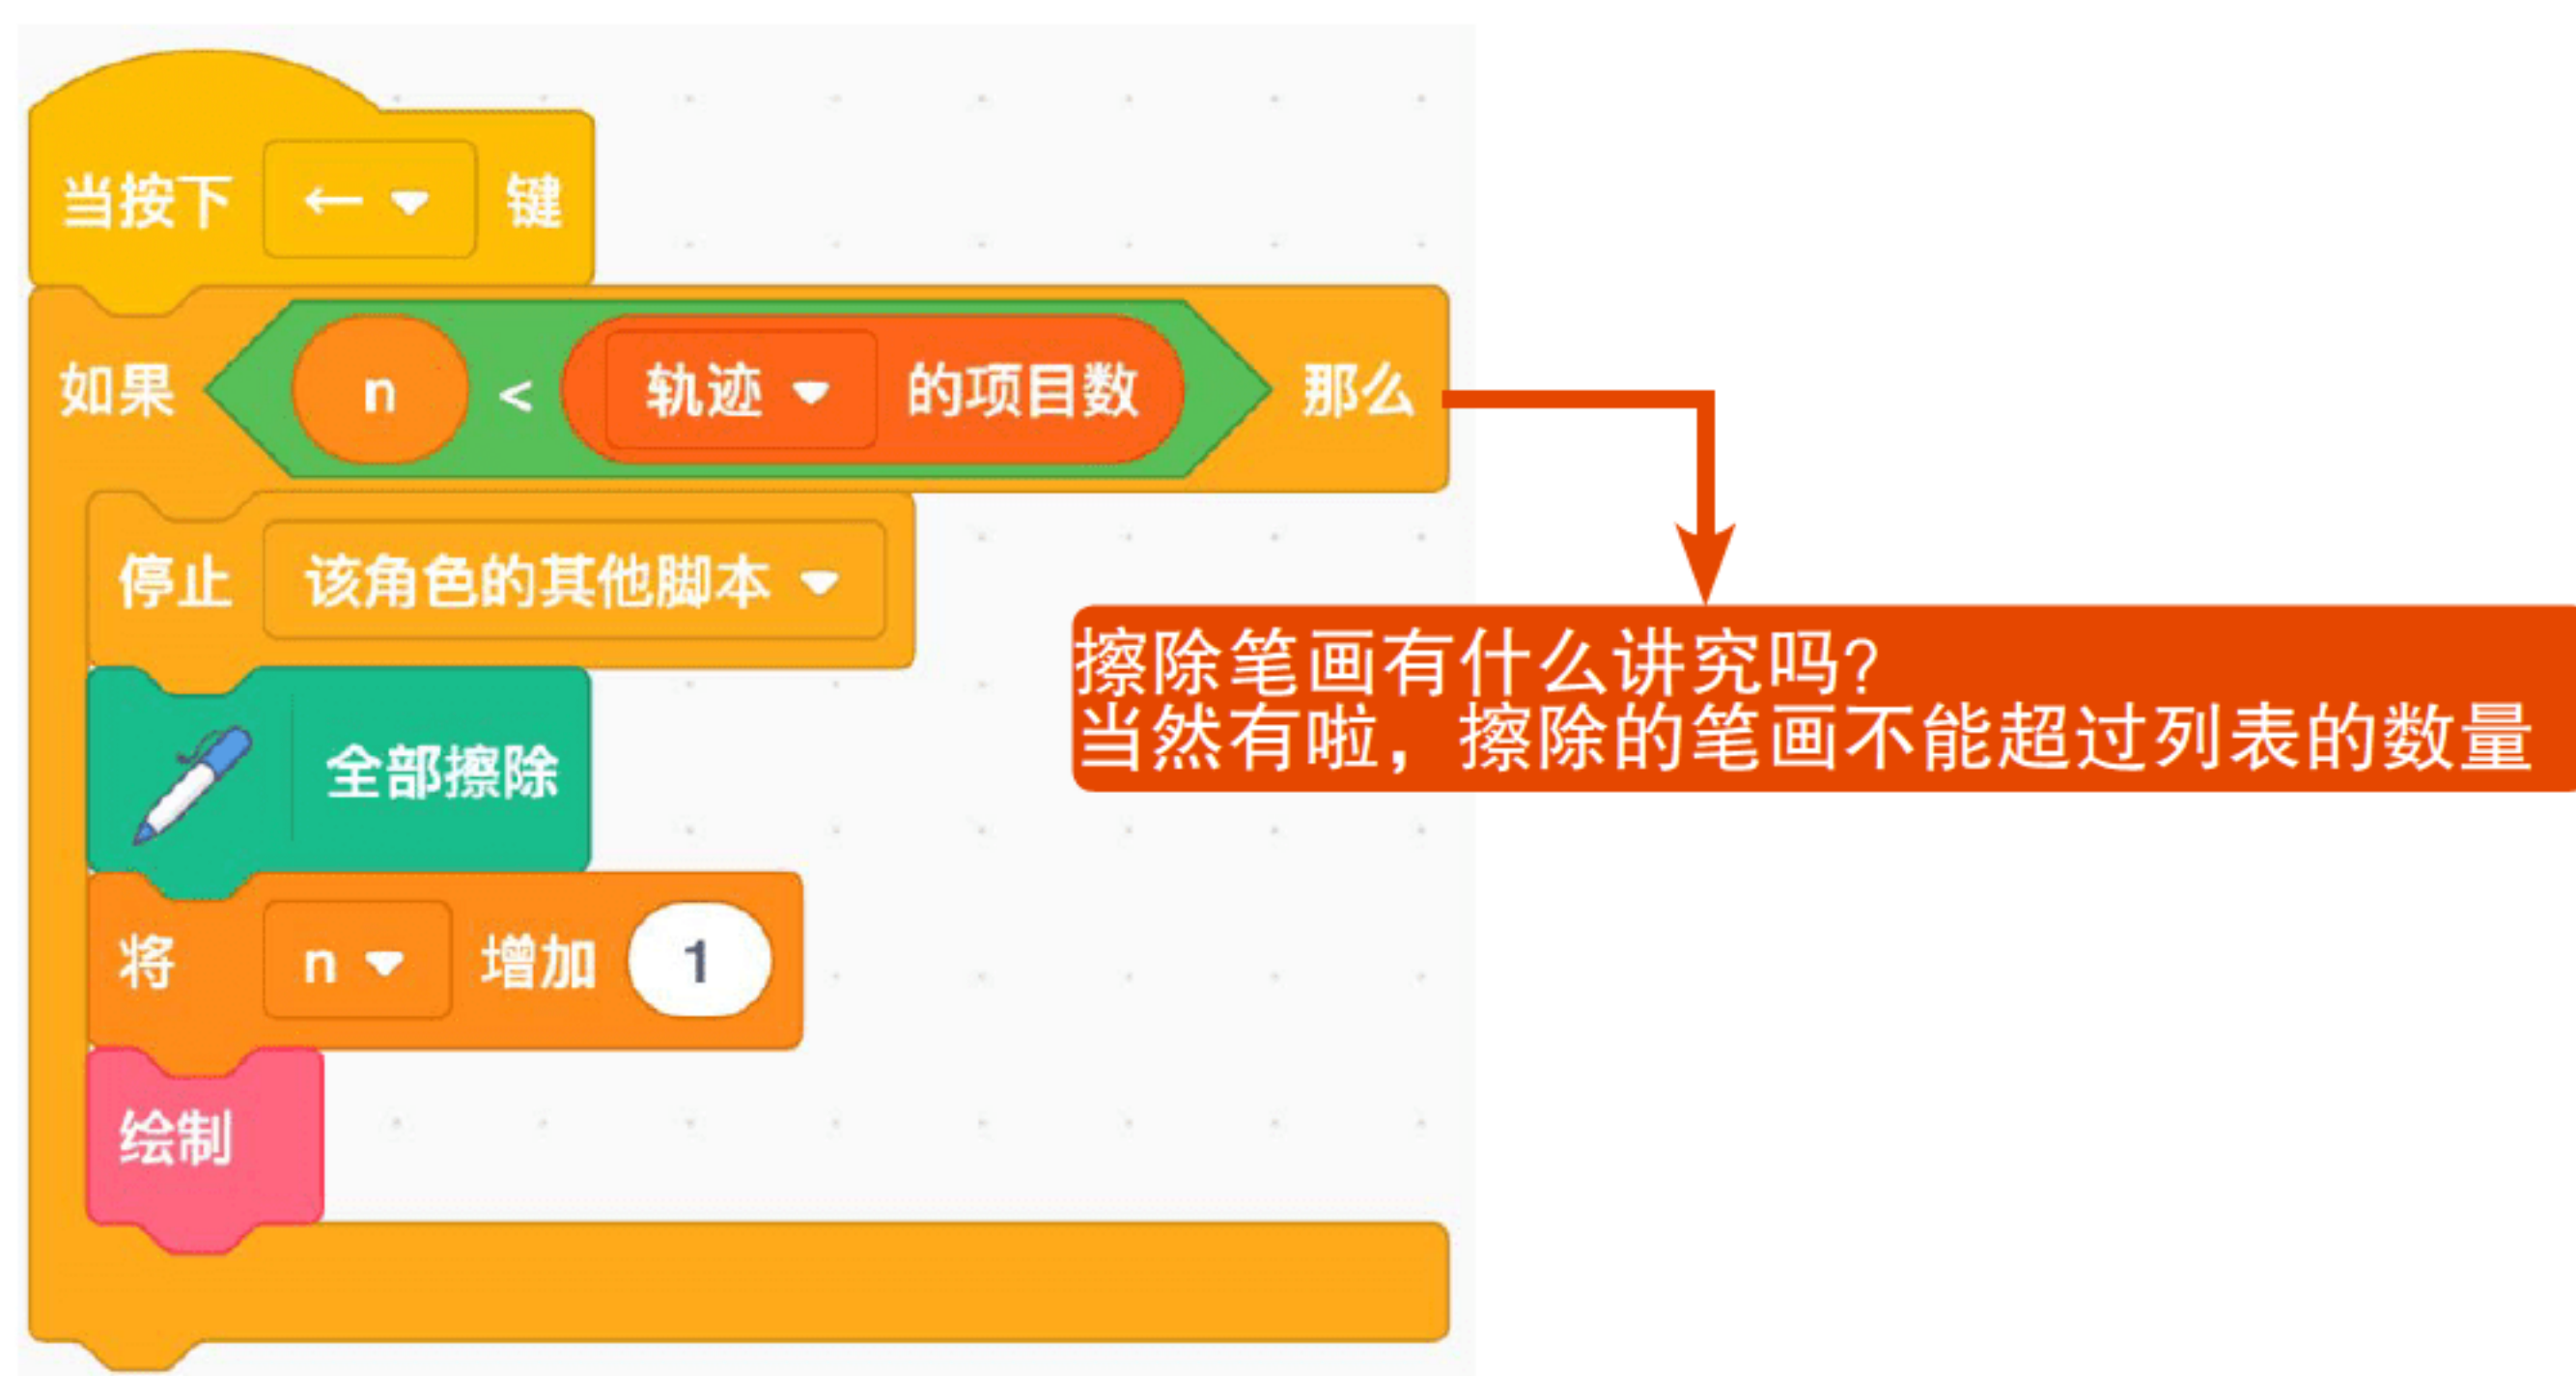 当按下 ← 键
如果 n < 轨迹 的项目数 那么
停止 该角色的其他脚本
全部擦除
将 n 增加 1
绘制
擦除笔画有什么讲究吗?
当然有啦，擦除的笔画不能超过列表的数量